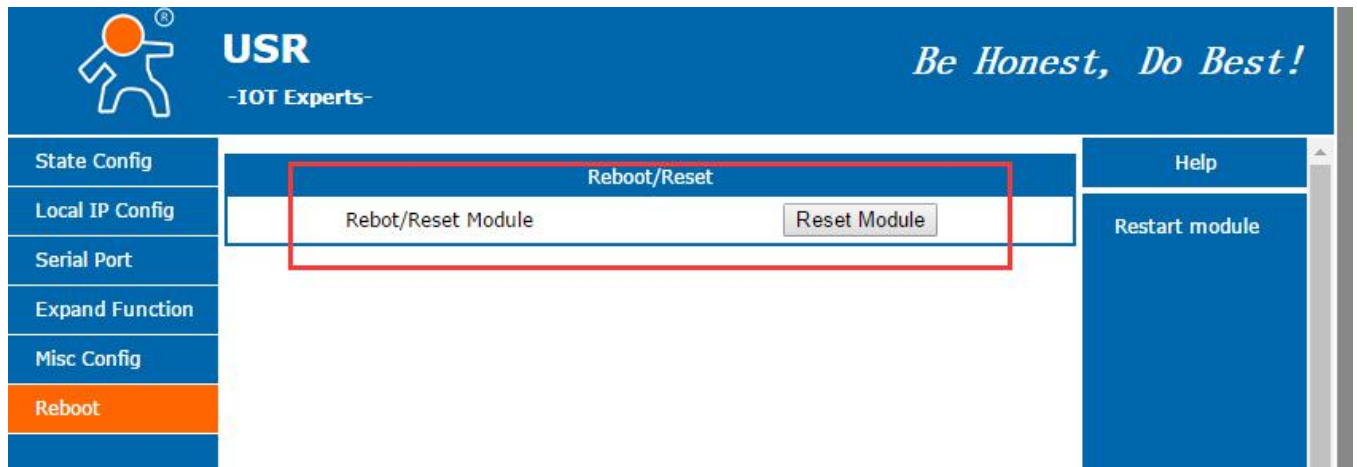 ®
USR
-IOT Experts-
Be Honest, Do Best!
State Config
Local IP Config
Serial Port
Expand Function
Misc Config
Reboot
Reboot/Reset
Rebot/Reset Module
Reset Module
Help
Restart module